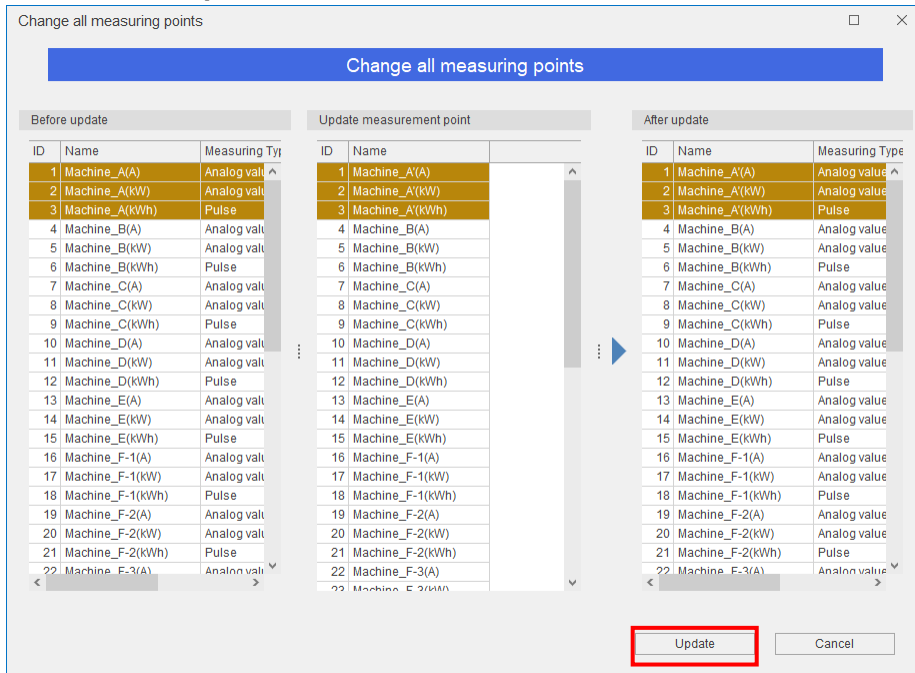 Change all measuring points
Change all measuring points
Before update
ID Name Measuring Typ
1 Machine_A(A) Analog valu
2 Machine_A(kW) Analog valu
3 Machine_A(kWh) Pulse
4 Machine_B(A) Analog valu
5 Machine_B(kW) Analog valu
6 Machine_B(kWh) Pulse
7 Machine_C(A) Analog valu
8 Machine_C(kW) Analog valu
9 Machine_C(kWh) Pulse
10 Machine_D(A) Analog valu
11 Machine_D(kW) Analog valu
12 Machine_D(kWh) Pulse
13 Machine_E(A) Analog valu
14 Machine_E(kW) Analog valu
15 Machine_E(kWh) Pulse
16 Machine_F-1(A) Analog valu
17 Machine_F-1(kW) Analog valu
18 Machine_F-1(kWh) Pulse
19 Machine_F-2(A) Analog valu
20 Machine_F-2(kW) Analog valu
21 Machine_F-2(kWh) Pulse
22 Machine_F-3(A) Analog valu
Update measurement point
ID Name
1 Machine_A'(A)
2 Machine_A'(kW)
3 Machine_A'(kWh)
4 Machine_B(A)
5 Machine_B(kW)
6 Machine_B(kWh)
7 Machine_C(A)
8 Machine_C(kW)
9 Machine_C(kWh)
10 Machine_D(A)
11 Machine_D(kW)
12 Machine_D(kWh)
13 Machine_E(A)
14 Machine_E(kW)
15 Machine_E(kWh)
16 Machine_F-1(A)
17 Machine_F-1(kW)
18 Machine_F-1(kWh)
19 Machine_F-2(A)
20 Machine_F-2(kW)
21 Machine_F-2(kWh)
22 Machine_F-3(A)
23 Machine_F-3(kW)
After update
ID Name Measuring Type
1 Machine_A'(A) Analog value
2 Machine_A'(kW) Analog value
3 Machine_A'(kWh) Pulse
4 Machine_B(A) Analog value
5 Machine_B(kW) Analog value
6 Machine_B(kWh) Pulse
7 Machine_C(A) Analog value
8 Machine_C(kW) Analog value
9 Machine_C(kWh) Pulse
10 Machine_D(A) Analog value
11 Machine_D(kW) Analog value
12 Machine_D(kWh) Pulse
13 Machine_E(A) Analog value
14 Machine_E(kW) Analog value
15 Machine_E(kWh) Pulse
16 Machine_F-1(A) Analog value
17 Machine_F-1(kW) Analog value
18 Machine_F-1(kWh) Pulse
19 Machine_F-2(A) Analog value
20 Machine_F-2(kW) Analog value
21 Machine_F-2(kWh) Pulse
22 Machine_F-3(A) Analog value
Update Cancel